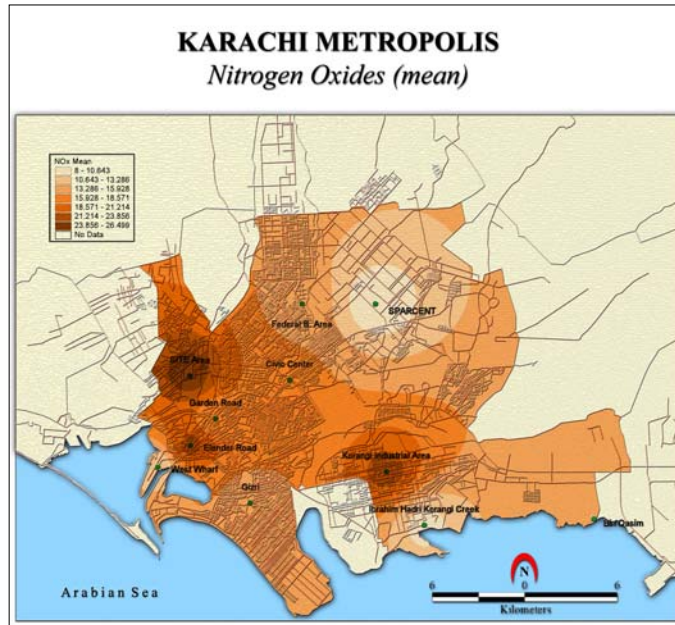 KARACHI METROPOLIS
Nitrogen Oxides (mean)
NOx Mean
8 - 10.643
10.643 - 13.286
13.286 - 15.928
15.928 - 18.571
18.571 - 21.214
21.214 - 23.856
23.856 - 26.499
No Data
SPARCENT
Federal B. Area
SITE Area
Civic Center
Garden Road
Elander Road
Korangi Industrial Area
West Wharf
Gizri
Ibrahim Hadri Korangi Creek
Bin Qasim
Arabian Sea
N
6 0 6
Kilometers